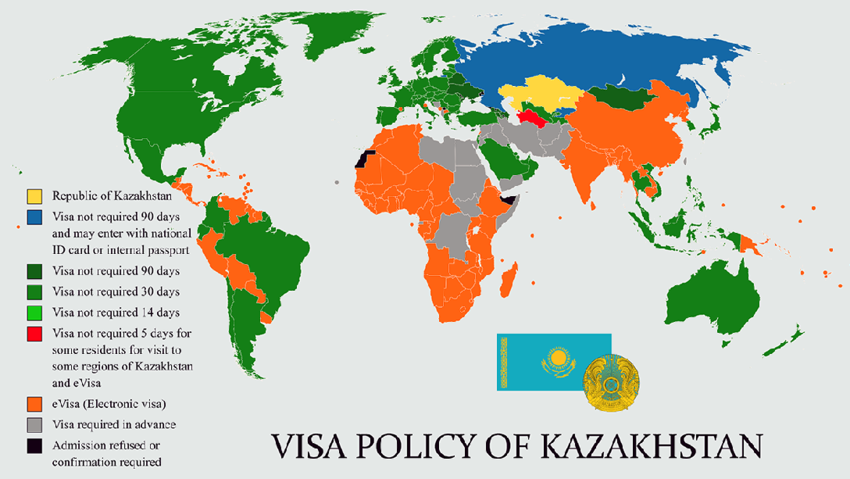 Republic of Kazakhstan
Visa not required 90 days
and may enter with national
ID card or internal passport
Visa not required 90 days
Visa not required 30 days
Visa not required 14 days
Visa not required 5 days for
some residents for visit to
some regions of Kazakhstan
and eVisa
eVisa (Electronic visa)
Visa required in advance
Admission refused or
confirmation required
VISA POLICY OF KAZAKHSTAN